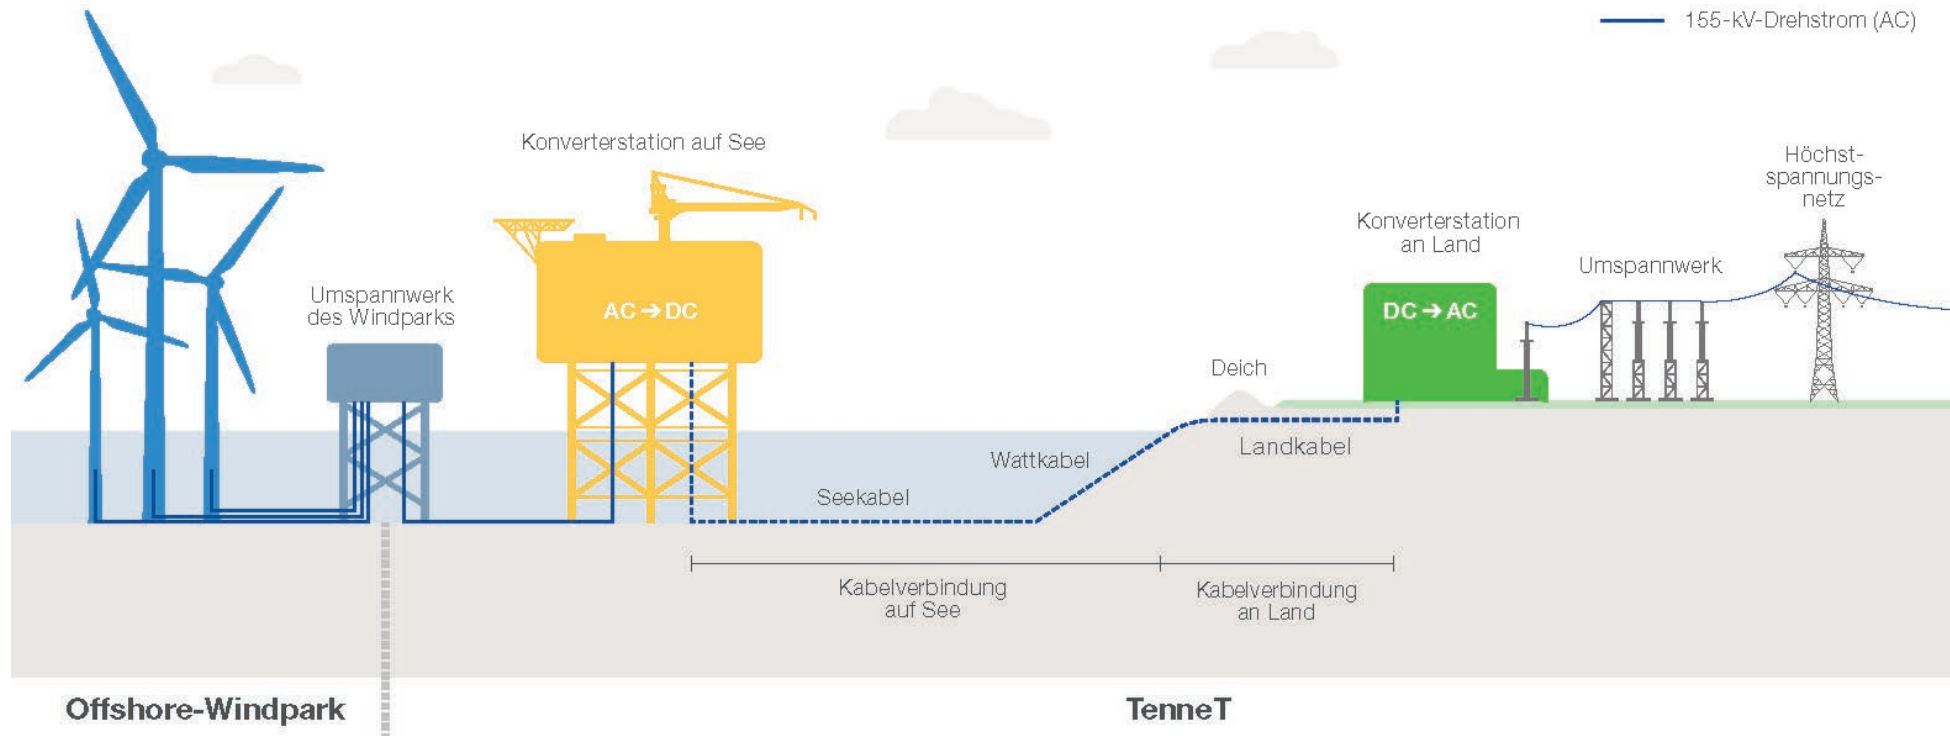 155-kV-Drehstrom (AC)
Konverterstation auf See
Höchst-
spannungs-
netz
Konverterstation
an Land
Umspannwerk
Umspannwerk
des Windparks
AC → DC
DC → AC
Deich
Landkabel
Wattkabel
Seekabel
Kabelverbindung
auf See
Kabelverbindung
an Land
Offshore-Windpark
TenneT